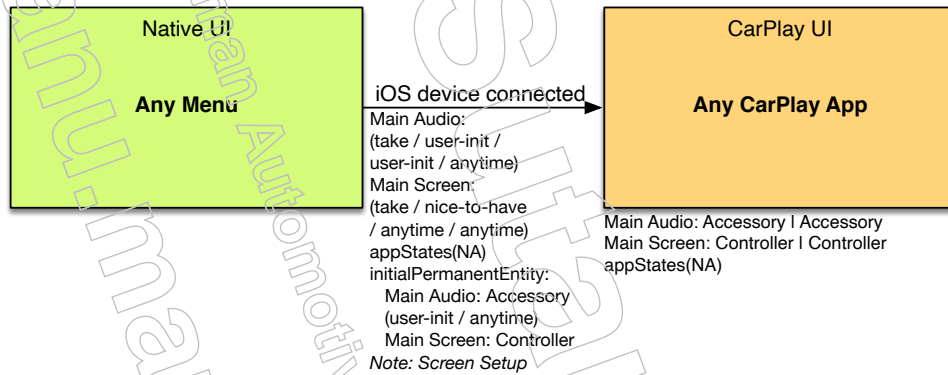 Native UI
Any Menu
CarPlay UI
Any CarPlay App
iOS device connected
Main Audio:
(take / user-init /
user-init / anytime)
Main Screen:
(take / nice-to-have
/ anytime / anytime)
appStates(NA)
initialPermanentEntity:
Main Audio: Accessory
(user-init / anytime)
Main Screen: Controller
Note: Screen Setup
Main Audio: Accessory | Accessory
Main Screen: Controller | Controller
appStates(NA)